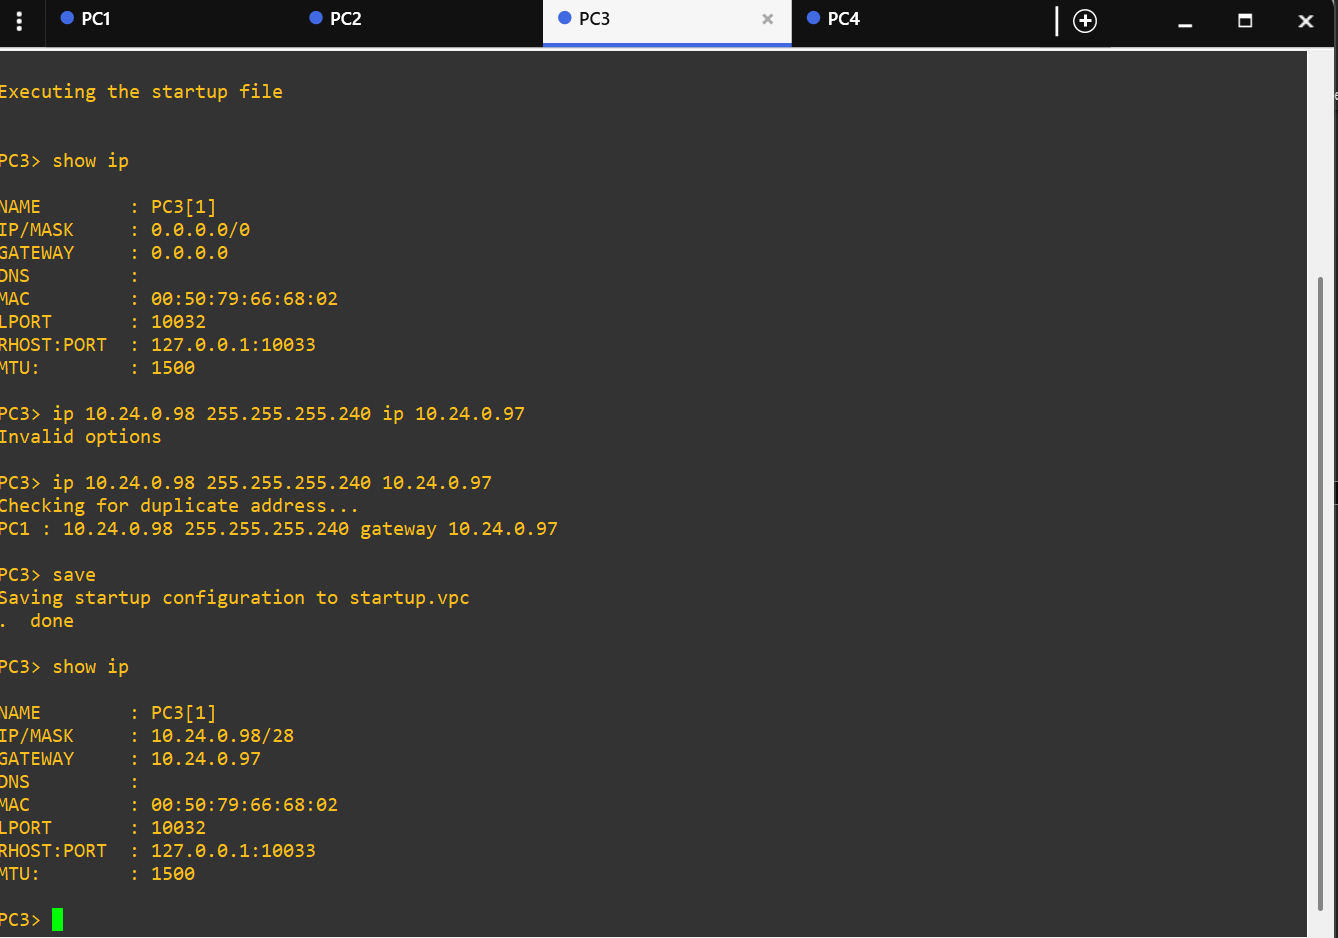 PC1 PC2 PC3 PC4
Executing the startup file
PC3> show ip
NAME : PC3[1]
IP/MASK : 0.0.0.0/0
GATEWAY : 0.0.0.0
DNS :
MAC : 00:50:79:66:68:02
LPORT : 10032
RHOST:PORT : 127.0.0.1:10033
MTU: : 1500
PC3> ip 10.24.0.98 255.255.255.240 ip 10.24.0.97
Invalid options
PC3> ip 10.24.0.98 255.255.255.240 10.24.0.97
Checking for duplicate address...
PC1 : 10.24.0.98 255.255.255.240 gateway 10.24.0.97
PC3> save
Saving startup configuration to startup.vpc
. done
PC3> show ip
NAME : PC3[1]
IP/MASK : 10.24.0.98/28
GATEWAY : 10.24.0.97
DNS :
MAC : 00:50:79:66:68:02
LPORT : 10032
RHOST:PORT : 127.0.0.1:10033
MTU: : 1500
PC3>